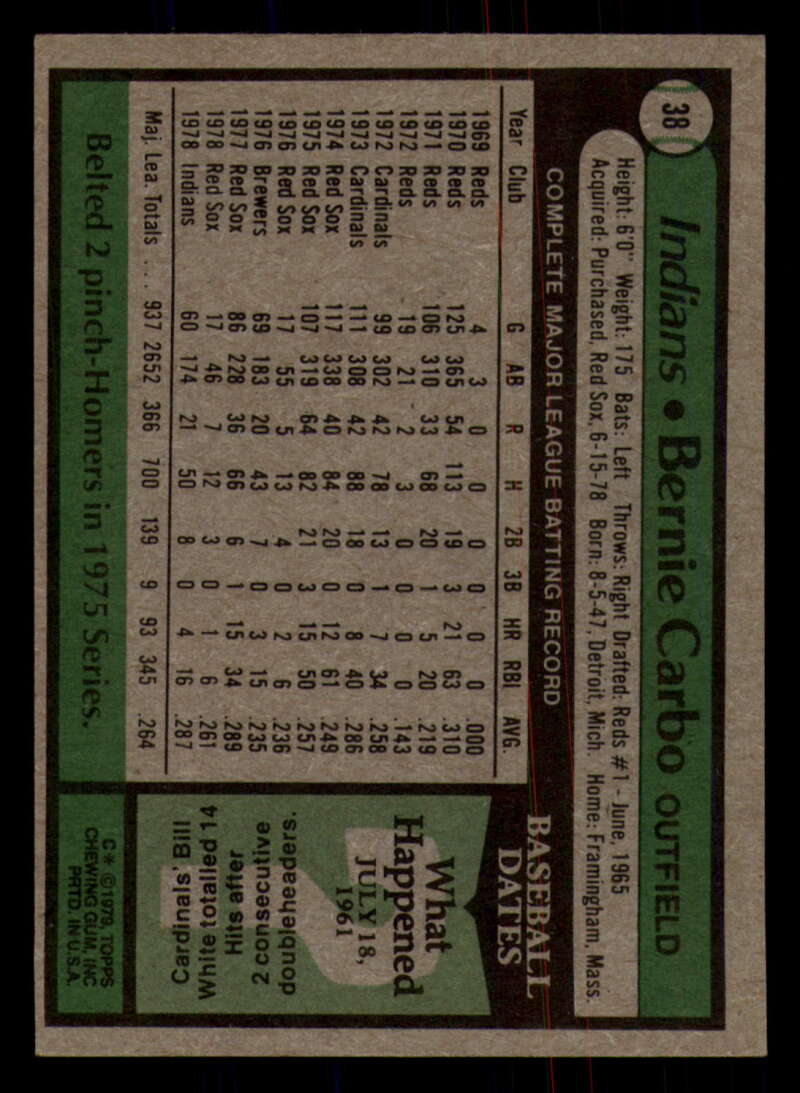 38
Indians • Bernie Carbo OUTFIELD
Height: 6'0" Weight: 175 Bats: Left Throws: Right Drafted: Reds #1 - June, 1965
Acquired: Purchased, Red Sox, 6-15-78 Born: 8-5-47, Detroit, Mich. Home: Framingham, Mass.
COMPLETE MAJOR LEAGUE BATTING RECORD
Year Club G AB R H 2B 3B HR RBI AVG.
1969 Reds 4 3 0 0 0 0 0 0 .000
1970 Reds 125 365 54 113 19 3 21 63 .310
1971 Reds 106 310 33 68 20 1 5 20 .219
1972 Reds 19 21 2 3 0 0 0 0 .143
1972 Cardinals 99 302 42 78 13 1 7 34 .258
1973 Cardinals 111 308 42 88 18 0 8 40 .286
1974 Red Sox 117 338 40 84 20 0 12 61 .249
1975 Red Sox 107 319 64 82 21 3 15 50 .257
1976 Red Sox 17 55 5 13 4 0 2 6 .236
1976 Brewers 69 183 20 43 7 0 3 15 .235
1977 Red Sox 86 228 36 66 6 1 15 34 .289
1978 Red Sox 17 46 7 12 3 0 1 6 .261
1978 Indians 60 174 21 50 8 0 4 16 .287
Maj. Lea. Totals ... 937 2652 366 700 139 9 93 345 .264
Belted 2 pinch-Homers in 1975 Series.
BASEBALL
DATES
What
Happened
JULY 18,
1961
Cardinals' Bill
White totalled 14
Hits after
2 consecutive
doubleheaders.
C * © 1979, TOPPS
CHEWING GUM, INC
PRTD. IN U.S.A.